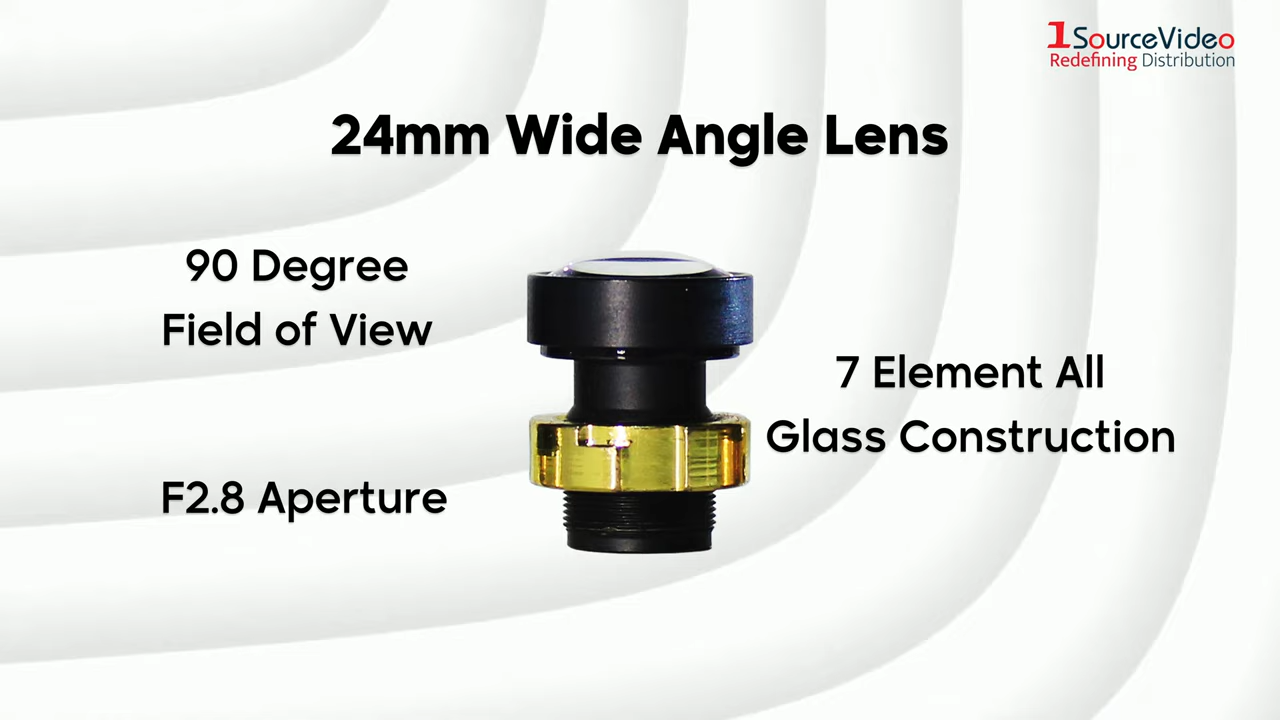 1SourceVideo
Redefining Distribution
24mm Wide Angle Lens
90 Degree
Field of View
7 Element All
Glass Construction
F2.8 Aperture